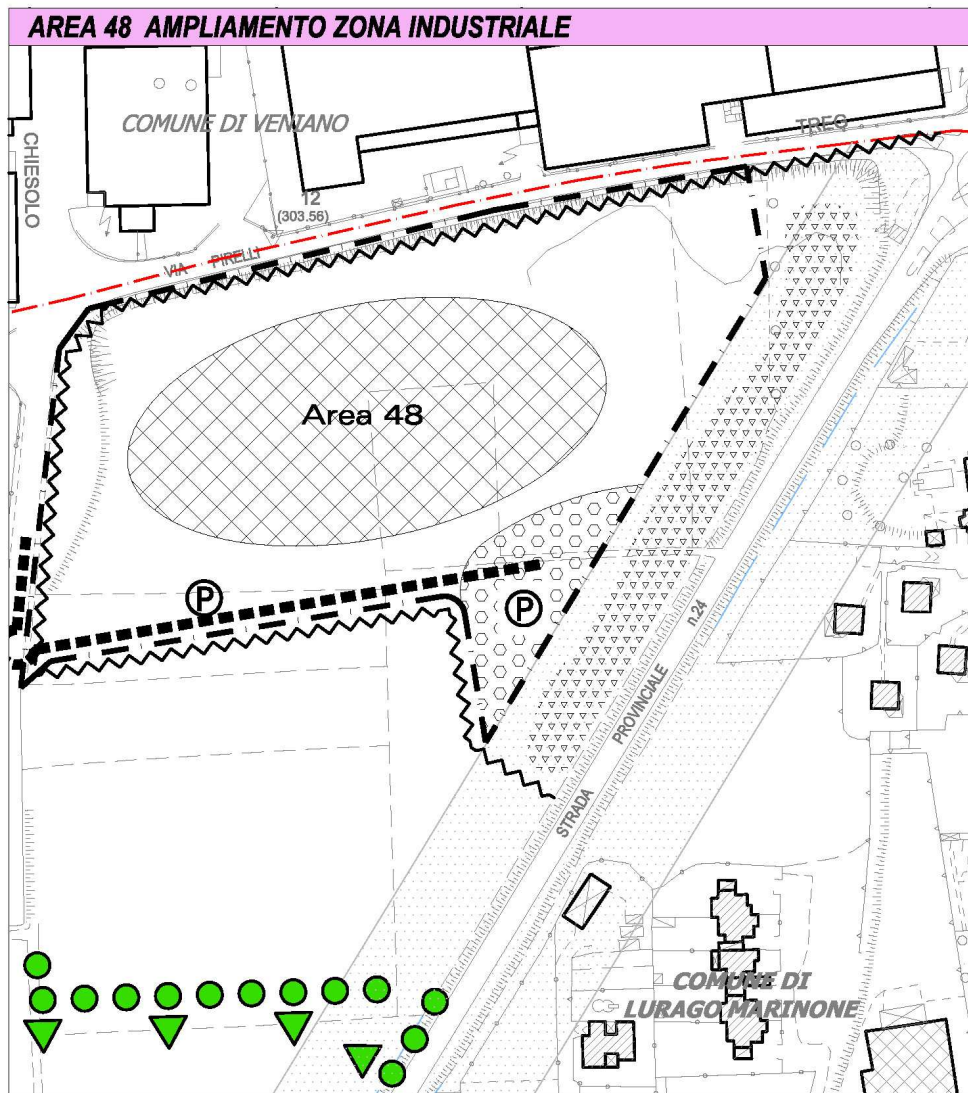 AREA 48 AMPLIAMENTO ZONA INDUSTRIALE
COMUNE DI VENIANO
CHIESOLO
TREO
12
(303.56)
VIA PIRELLI
Area 48
P
P
n.24
STRADA PROVINCIALE
COMUNE DI
LURAGO MARINONE